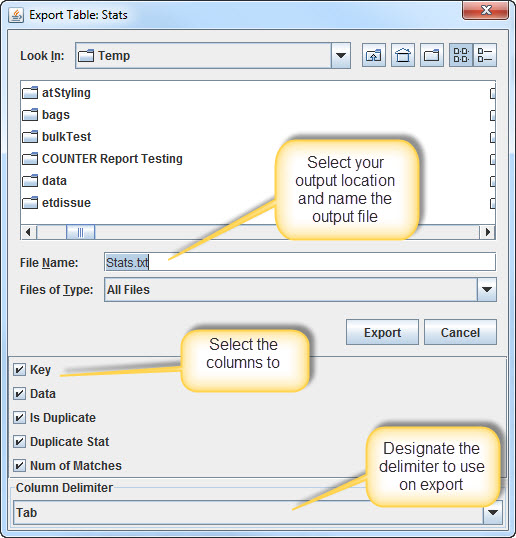 Export Table: Stats
Look In: Temp
atStyling
bags
bulkTest
COUNTER Report Testing
data
etdissue
Select your
output location
and name the
output file
File Name: Stats.txt
Files of Type: All Files
Export Cancel
Select the
columns to
Key
Data
Is Duplicate
Duplicate Stat
Num of Matches
Designate the
delimiter to use
on export
Column Delimiter
Tab